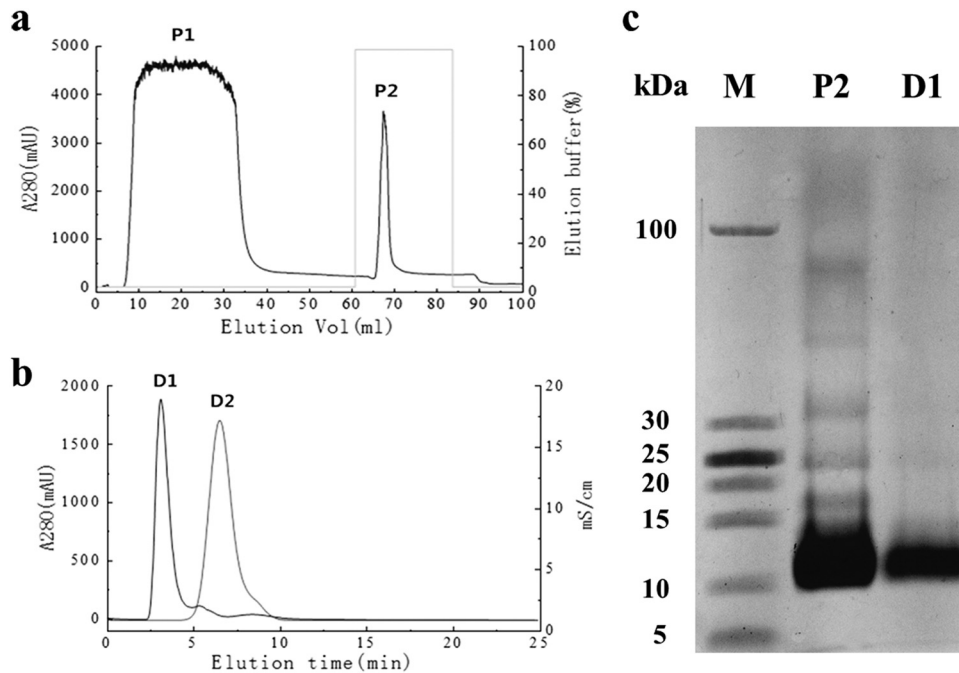 a
P1
P2
5000
4000
3000
2000
1000
0
A280(mAU)
100
80
60
40
20
0
Elution buffer(%)
0 10 20 30 40 50 60 70 80 90 100
Elution Vol(ml)
b
D1
D2
2000
1500
1000
500
0
A280(mAU)
20
15
10
5
0
mS/cm
0 5 10 15 20 25
Elution time(min)
c
kDa M P2 D1
100
30
25
20
15
10
5